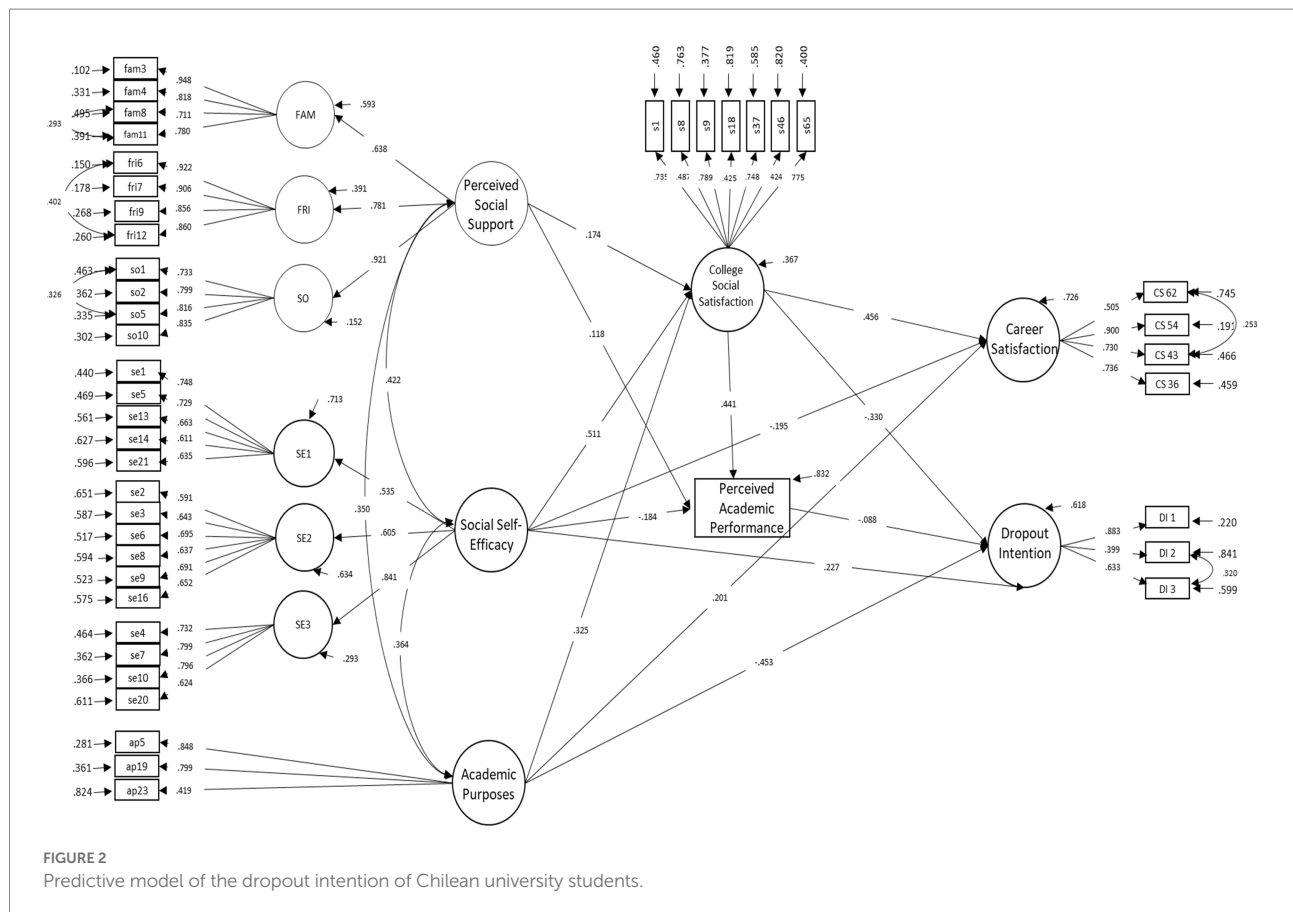 .460 .763 .377 .819 .585 .820 .400
s1 s8 s9 s18 s37 s46 s65
.735 .487 .789 .425 .748 .424 .775
.102 fam3 .948
.331 fam4 .818
.495 fam8 .711
.391 fam11 .780
.293
FAM
.593
.638
.150 fri6 .922
.178 fri7 .906
.268 fri9 .856
.260 fri12 .860
.402
FRI
.391
.781
.463 so1 .733
.362 so2 .799
.335 so5 .816
.302 so10 .835
.326
SO
.152
.921
.440 se1 .748
.469 se5 .729
.561 se13 .663
.627 se14 .611
.596 se21 .635
SE1
.713
.535
.651 se2 .591
.587 se3 .643
.517 se6 .695
.594 se8 .637
.523 se9 .691
.575 se16 .652
SE2
.634
.605
.464 se4 .732
.362 se7 .799
.366 se10 .796
.611 se20 .624
SE3
.293
.841
.281 ap5 .848
.361 ap19 .799
.824 ap23 .419
Perceived
Social
Support
.422
.350
.364
Social Self-
Efficacy
Academic
Purposes
.174
.118
.511
.325
College
Social
Satisfaction
.367
.441
.456
-.195
-.330
-.184
Perceived
Academic
Performance
.832
-.088
.227
.201
-.453
Career
Satisfaction
.726
.505 CS 62 .745
.900 CS 54 .191
.730 CS 43 .466
.736 CS 36 .459
.253
Dropout
Intention
.618
.883 DI 1 .220
.399 DI 2 .841
.633 DI 3 .599
.320
FIGURE 2
Predictive model of the dropout intention of Chilean university students.